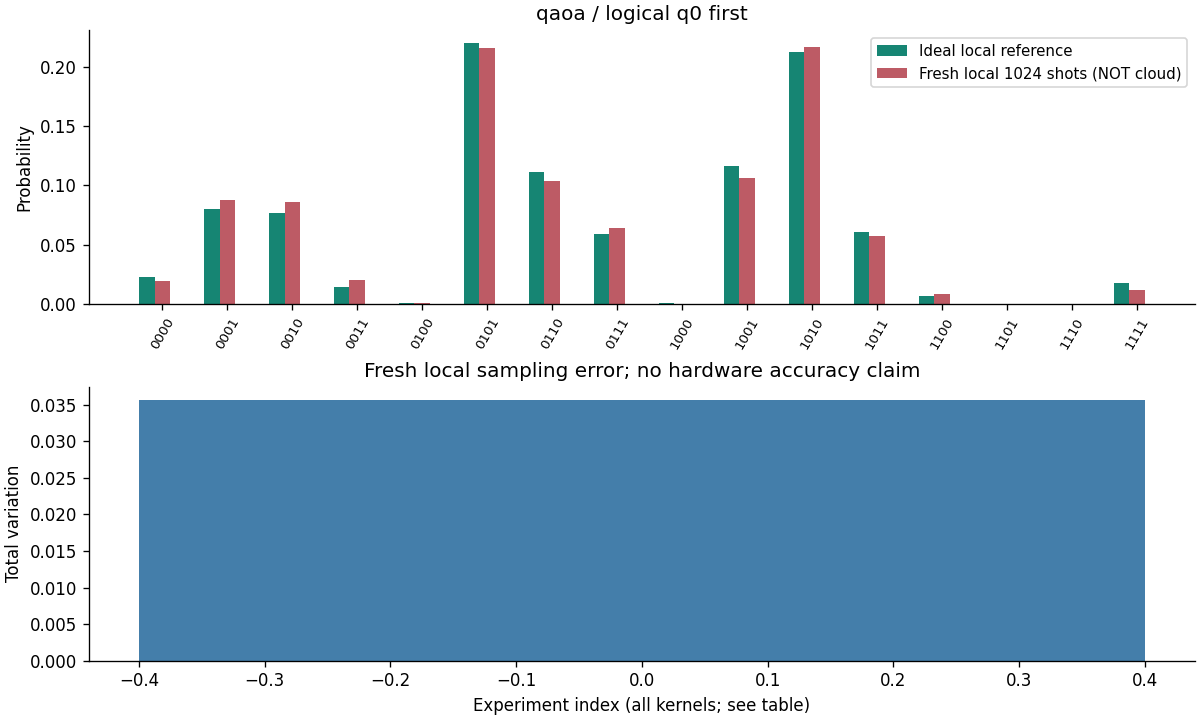 qaoa / logical q0 first
Ideal local reference
Fresh local 1024 shots (NOT cloud)
Probability
0.20
0.15
0.10
0.05
0.00
0000 0001 0010 0011 0100 0101 0110 0111 1000 1001 1010 1011 1100 1101 1110 1111
Fresh local sampling error; no hardware accuracy claim
Total variation
0.035
0.030
0.025
0.020
0.015
0.010
0.005
0.000
−0.4 −0.3 −0.2 −0.1 0.0 0.1 0.2 0.3 0.4
Experiment index (all kernels; see table)